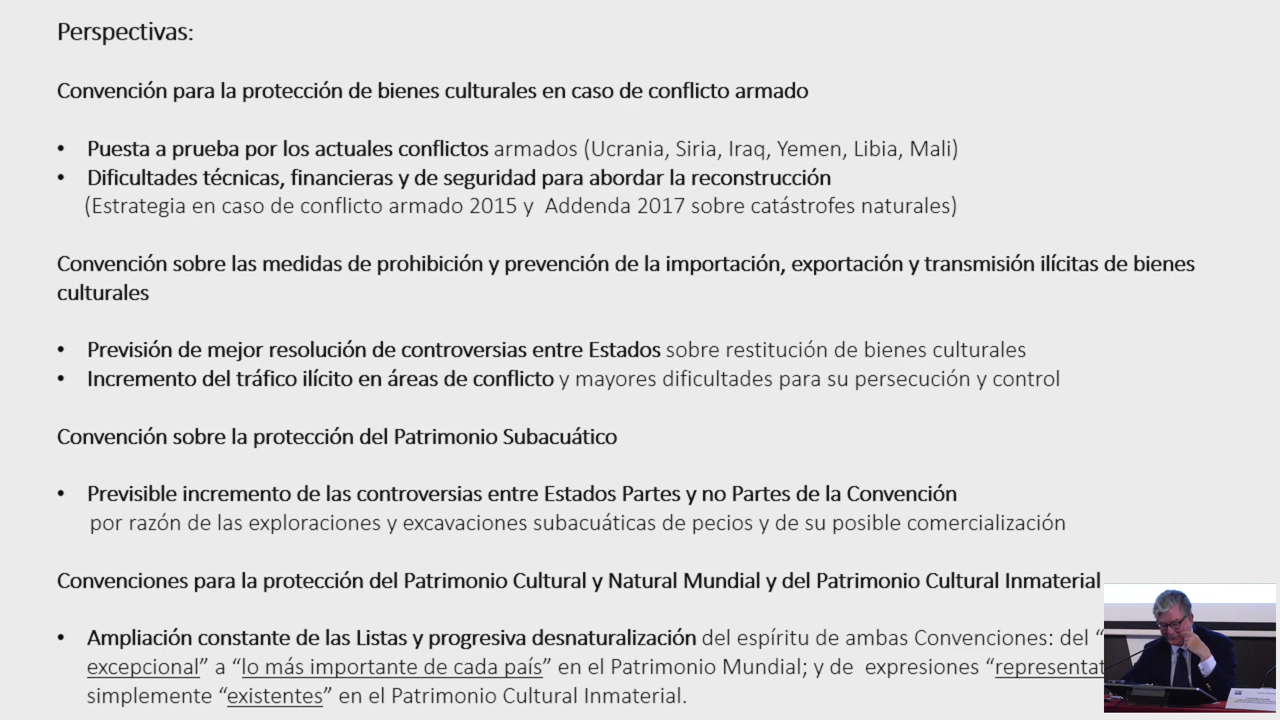 Perspectivas:
Convención para la protección de bienes culturales en caso de conflicto armado
• Puesta a prueba por los actuales conflictos armados (Ucrania, Siria, Iraq, Yemen, Libia, Mali)
• Dificultades técnicas, financieras y de seguridad para abordar la reconstrucción
(Estrategia en caso de conflicto armado 2015 y Addenda 2017 sobre catástrofes naturales)
Convención sobre las medidas de prohibición y prevención de la importación, exportación y transmisión ilícitas de bienes
culturales
• Previsión de mejor resolución de controversias entre Estados sobre restitución de bienes culturales
• Incremento del tráfico ilícito en áreas de conflicto y mayores dificultades para su persecución y control
Convención sobre la protección del Patrimonio Subacuático
• Previsible incremento de las controversias entre Estados Partes y no Partes de la Convención
por razón de las exploraciones y excavaciones subacuáticas de pecios y de su posible comercialización
Convenciones para la protección del Patrimonio Cultural y Natural Mundial y del Patrimonio Cultural Inmaterial
• Ampliación constante de las Listas y progresiva desnaturalización del espíritu de ambas Convenciones: del “
excepcional” a “lo más importante de cada país” en el Patrimonio Mundial; y de expresiones “representat
simplemente “existentes” en el Patrimonio Cultural Inmaterial.